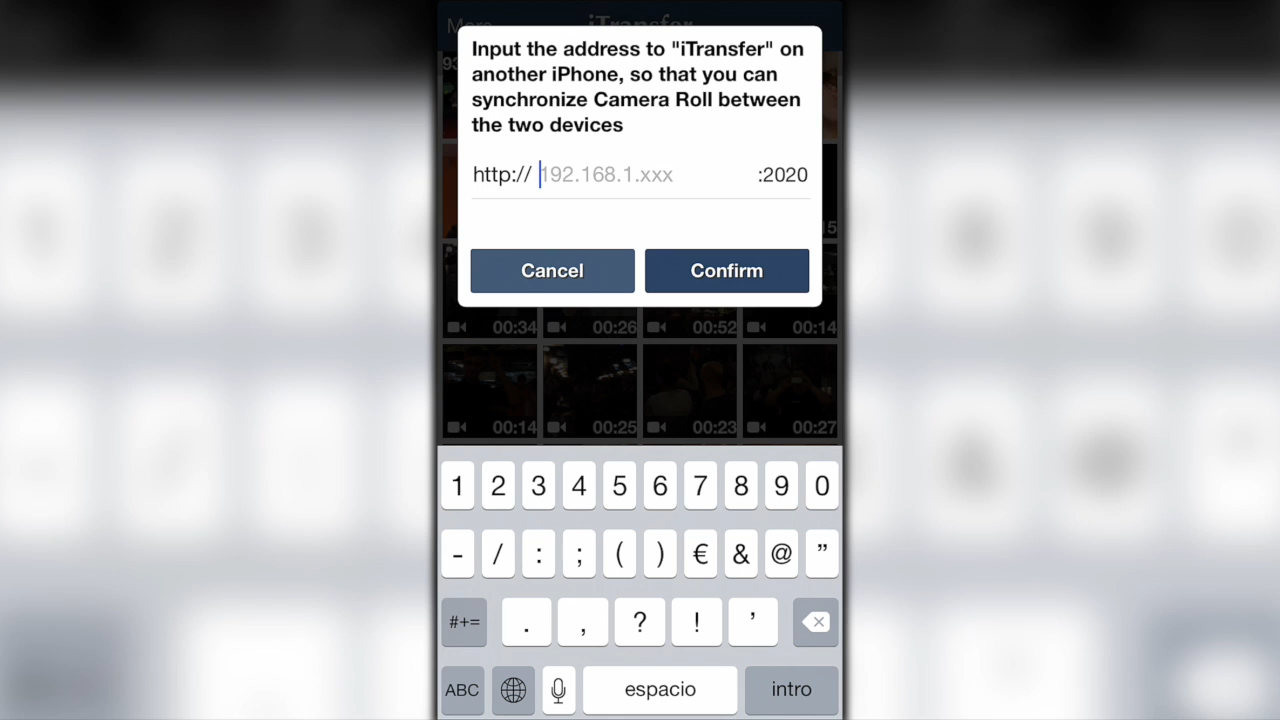 More iTransfer
Input the address to "iTransfer" on
another iPhone, so that you can
synchronize Camera Roll between
the two devices
http:// 192.168.1.xxx :2020
Cancel Confirm
00:34 00:26 00:52 00:14
00:14 00:25 00:23 00:27
1 2 3 4 5 6 7 8 9 0
- / : ; ( ) € & @ ”
#+= . , ? ! ’
ABC espacio intro